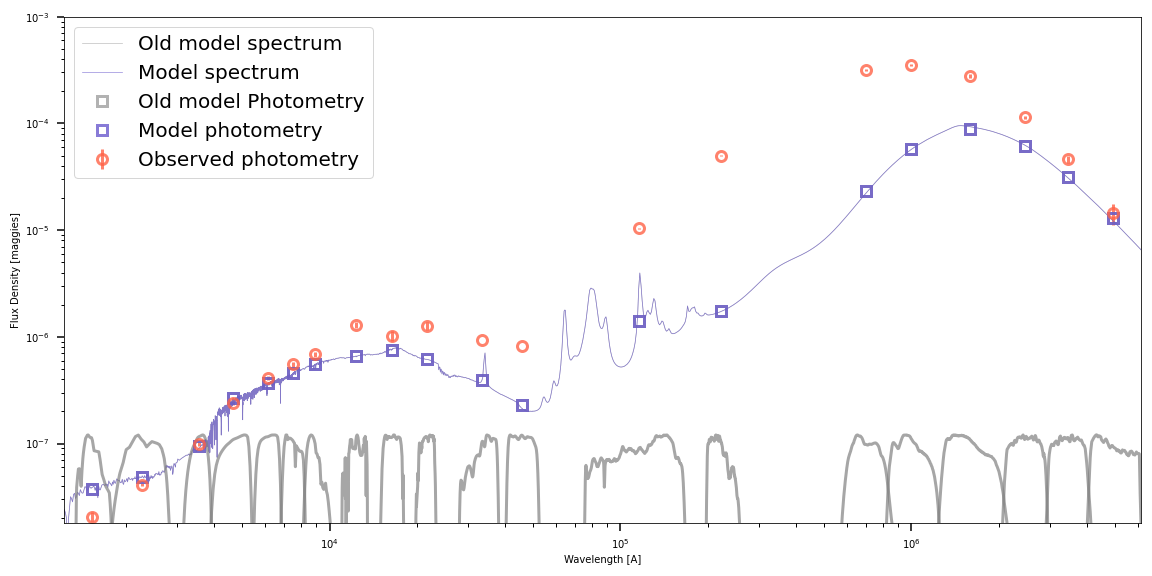 10⁻³
10⁻⁴
10⁻⁵
10⁻⁶
10⁻⁷
Flux Density [maggies]
Old model spectrum
Model spectrum
Old model Photometry
Model photometry
Observed photometry
10⁴ 10⁵ 10⁶
Wavelength [A]